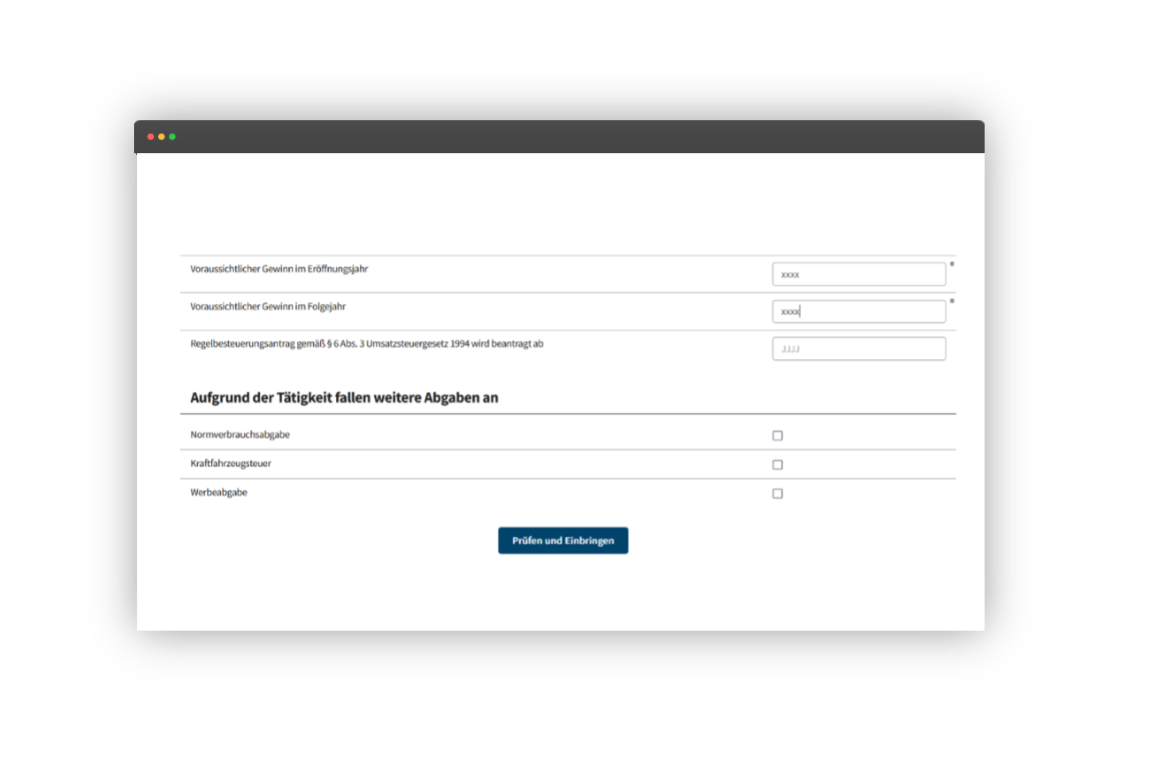 Voraussichtlicher Gewinn im Eröffnungsjahr
xxxx *
Voraussichtlicher Gewinn im Folgejahr
xxxx *
Regelbesteuerungsantrag gemäß § 6 Abs. 3 Umsatzsteuergesetz 1994 wird beantragt ab
JJJJ
Aufgrund der Tätigkeit fallen weitere Abgaben an
Normverbrauchsabgabe
Kraftfahrzeugsteuer
Werbeabgabe
Prüfen und Einbringen